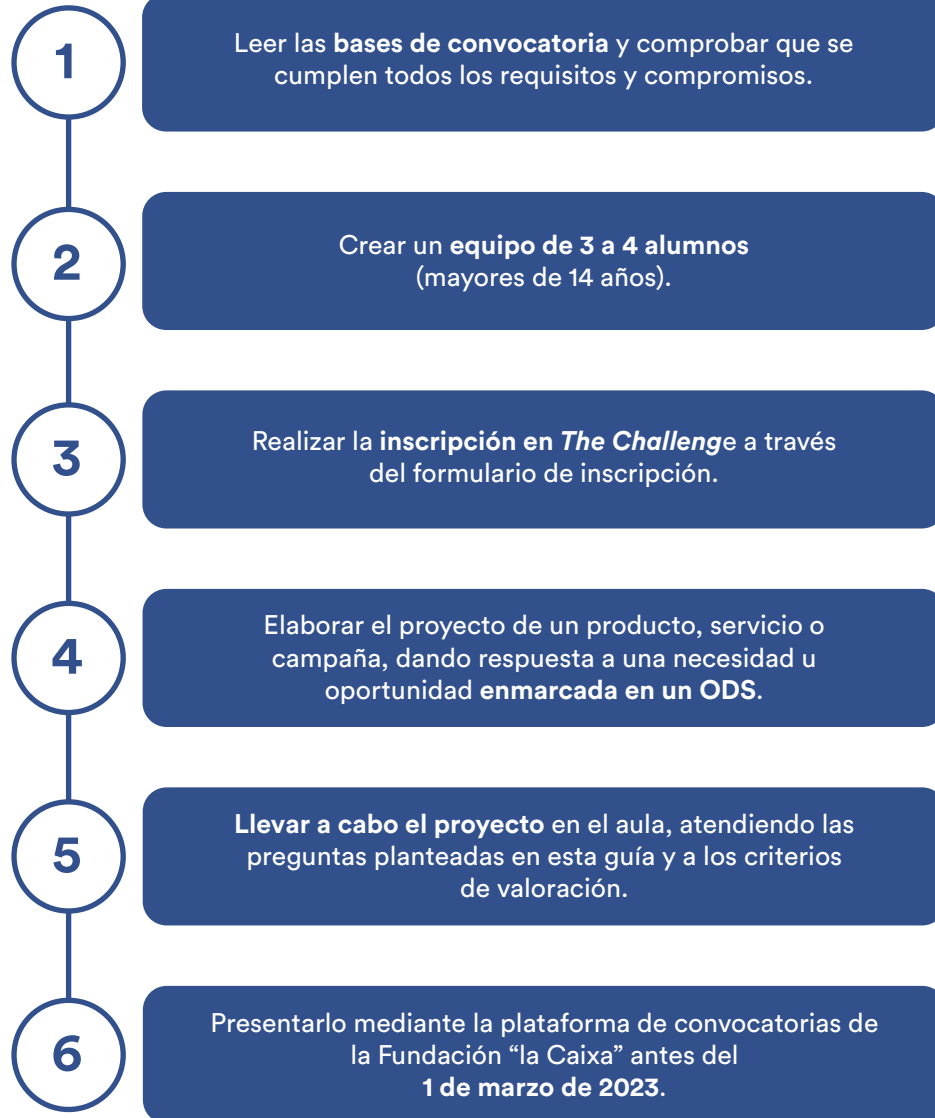 1
Leer las bases de convocatoria y comprobar que se
cumplen todos los requisitos y compromisos.
2
Crear un equipo de 3 a 4 alumnos
(mayores de 14 años).
3
Realizar la inscripción en The Challenge a través
del formulario de inscripción.
4
Elaborar el proyecto de un producto, servicio o
campaña, dando respuesta a una necesidad u
oportunidad enmarcada en un ODS.
5
Llevar a cabo el proyecto en el aula, atendiendo las
preguntas planteadas en esta guía y a los criterios
de valoración.
6
Presentarlo mediante la plataforma de convocatorias de
la Fundación “la Caixa” antes del
1 de marzo de 2023.